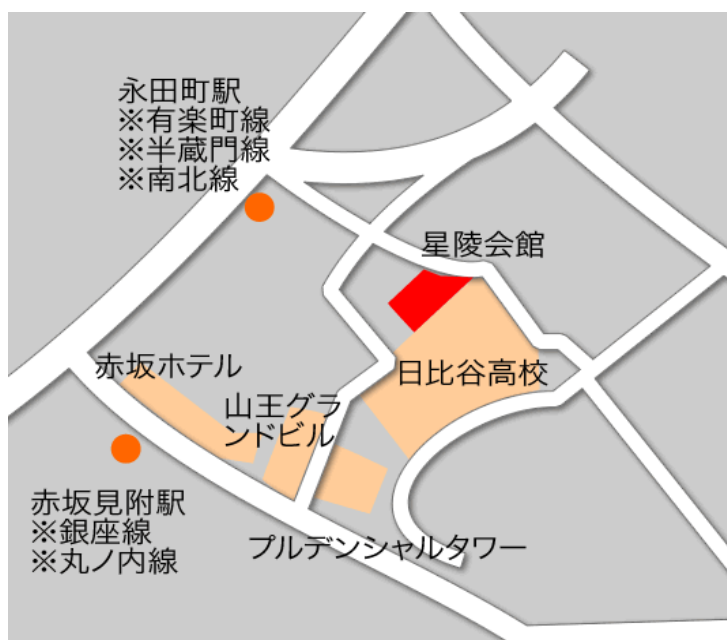 永田町駅
※有楽町線
※半蔵門線
※南北線
星陵会館
赤坂ホテル
日比谷高校
山王グラ
ンドビル
赤坂見附駅
※銀座線
※丸ノ内線
プルデンシャルタワー